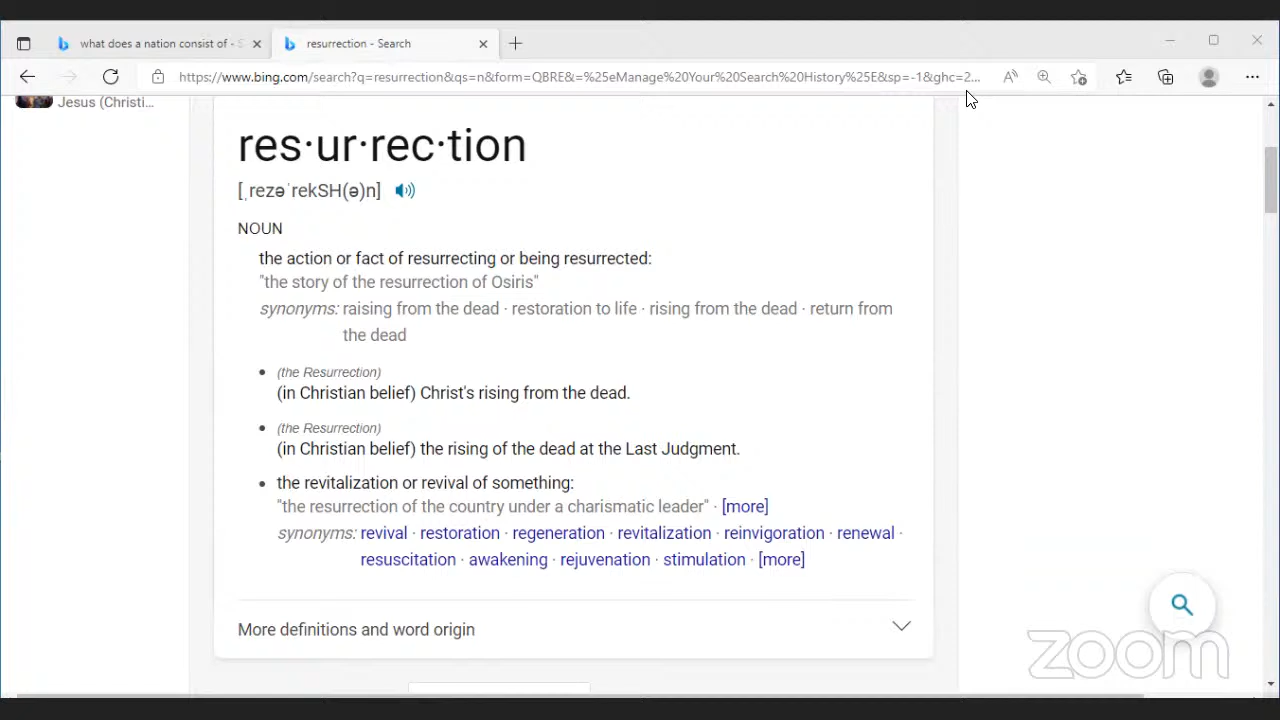 what does a nation consist of - S
resurrection - Search
https://www.bing.com/search?q=resurrection&qs=n&form=QBRE&=%25eManage%20Your%20Search%20History%25E&sp=-1&ghc=2...
Jesus (Christi...
res·ur·rec·tion
[ˌrezəˈrekSH(ə)n]
NOUN
the action or fact of resurrecting or being resurrected:
"the story of the resurrection of Osiris"
synonyms: raising from the dead · restoration to life · rising from the dead · return from
the dead
(the Resurrection)
• (in Christian belief) Christ's rising from the dead.
(the Resurrection)
• (in Christian belief) the rising of the dead at the Last Judgment.
• the revitalization or revival of something:
"the resurrection of the country under a charismatic leader" · [more]
synonyms: revival · restoration · regeneration · revitalization · reinvigoration · renewal ·
resuscitation · awakening · rejuvenation · stimulation · [more]
More definitions and word origin
zoom